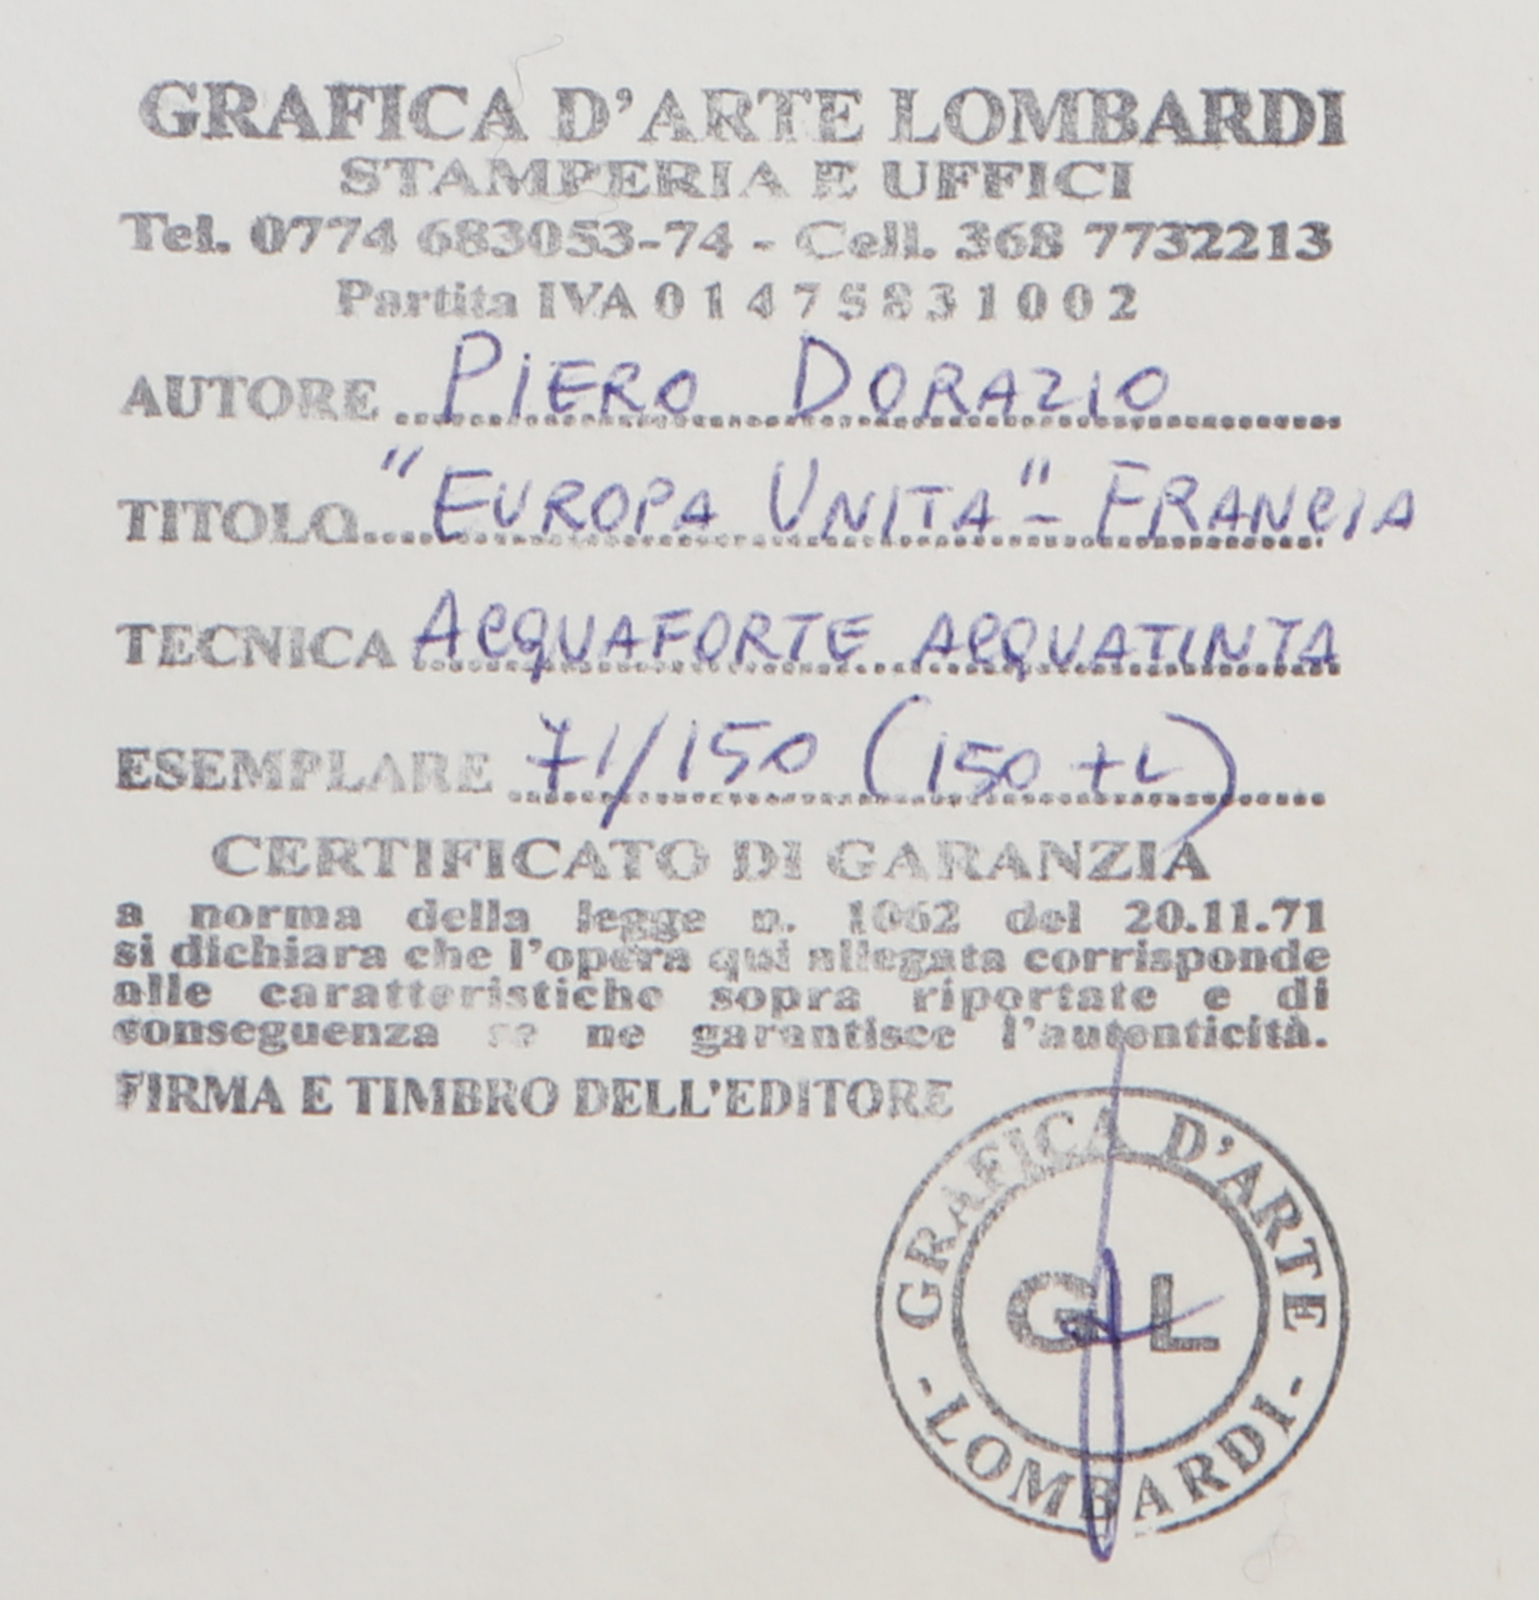 GRAFICA D'ARTE LOMBARDI
STAMPERIA E UFFICI
Tel. 0774 683053-74 - Cell. 368 7732213
Partita IVA 01475831002
AUTORE PIERO DORAZIO
TITOLO "EUROPA UNITA" - FRANCIA
TECNICA ACQUAFORTE ACQUATINTA
ESEMPLARE 71/150 (150 + L)
CERTIFICATO DI GARANZIA
a norma della legge n. 1062 del 20.11.71
si dichiara che l'opera qui allegata corrisponde
alle caratteristiche sopra riportate e di
conseguenza se ne garantisce l'autenticità.
FIRMA E TIMBRO DELL'EDITORE
GRAFICA D'ARTE
GL
- LOMBARDI -